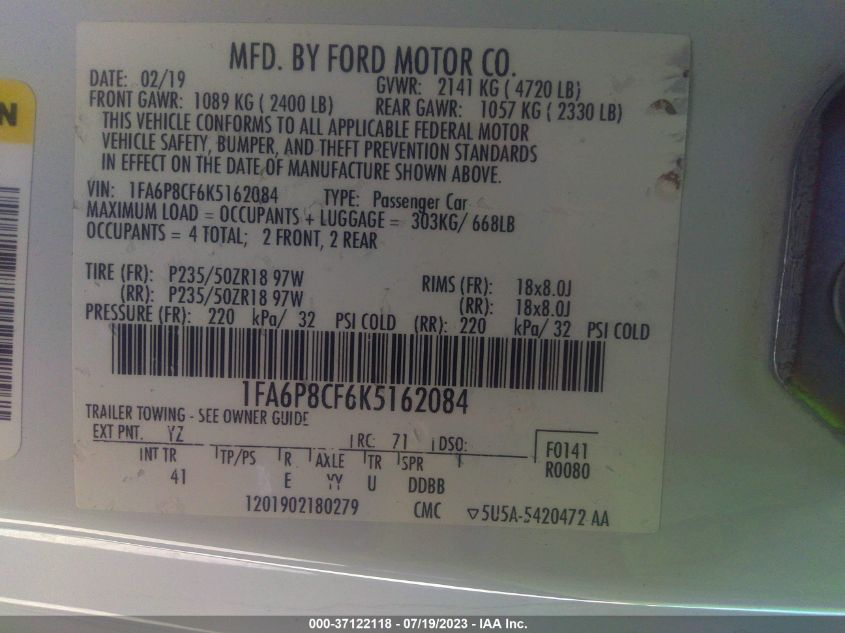 MFD. BY FORD MOTOR CO.
DATE: 02/19 GVWR: 2141 KG ( 4720 LB)
FRONT GAWR: 1089 KG ( 2400 LB) REAR GAWR: 1057 KG ( 2330 LB)
THIS VEHICLE CONFORMS TO ALL APPLICABLE FEDERAL MOTOR
VEHICLE SAFETY, BUMPER, AND THEFT PREVENTION STANDARDS
IN EFFECT ON THE DATE OF MANUFACTURE SHOWN ABOVE.
VIN: 1FA6P8CF6K5162084 TYPE: Passenger Car
MAXIMUM LOAD = OCCUPANTS + LUGGAGE = 303KG/ 668LB
OCCUPANTS = 4 TOTAL; 2 FRONT, 2 REAR
TIRE (FR): P235/50ZR18 97W RIMS (FR): 18x8.0J
(RR): P235/50ZR18 97W (RR): 18x8.0J
PRESSURE (FR): 220 kPa/ 32 PSI COLD (RR): 220 kPa/ 32 PSI COLD
1FA6P8CF6K5162084
TRAILER TOWING - SEE OWNER GUIDE
EXT PNT. YZ RC: 71 DSO: F0141
INT TR TP/PS R AXLE TR SPR R0080
41 E YY U DDBB
1201902180279 CMC ▽5U5A-5420472 AA
N
000-37122118 - 07/19/2023 - IAA Inc.